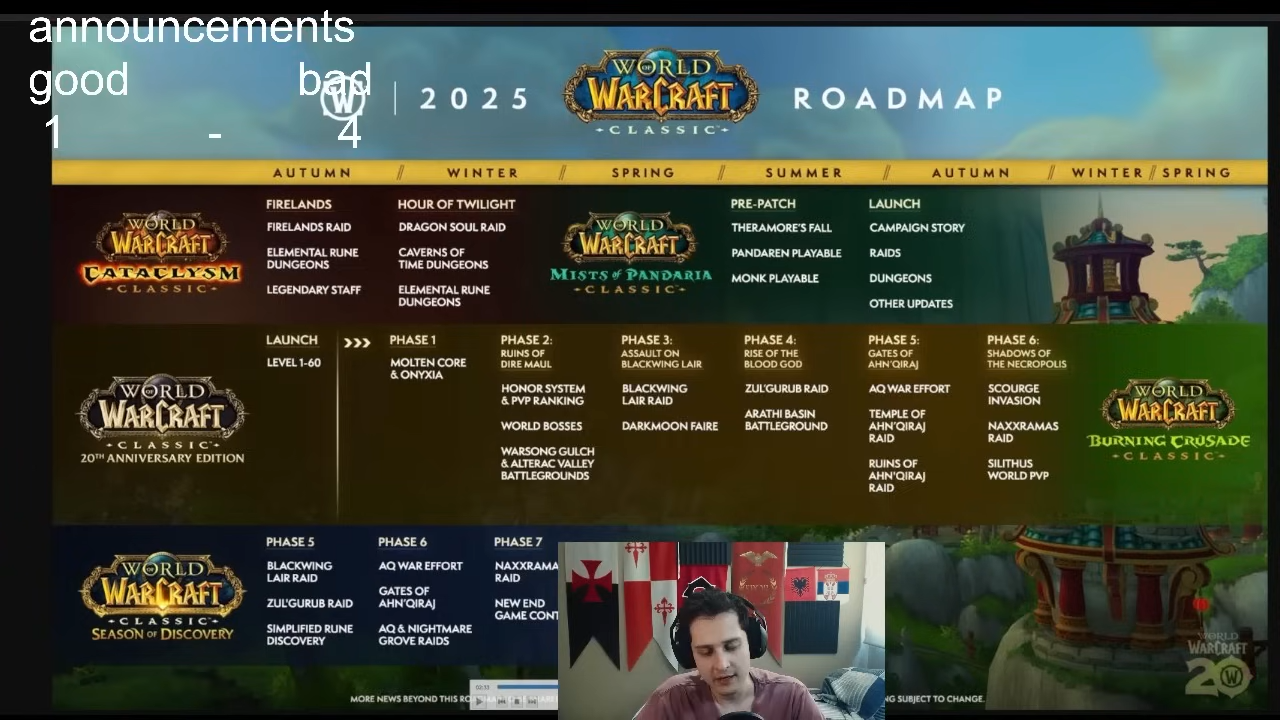 announcements
good bad
1 - 4
W 2025 WORLD OF WARCRAFT CLASSIC ROADMAP
AUTUMN // WINTER // SPRING // SUMMER // AUTUMN // WINTER // SPRING
WORLD OF WARCRAFT
CATACLYSM
CLASSIC
FIRELANDS
FIRELANDS RAID
ELEMENTAL RUNE
DUNGEONS
LEGENDARY STAFF
HOUR OF TWILIGHT
DRAGON SOUL RAID
CAVERNS OF
TIME DUNGEONS
ELEMENTAL RUNE
DUNGEONS
WORLD OF WARCRAFT
MISTS of PANDARIA
CLASSIC
PRE-PATCH
THERAMORE'S FALL
PANDAREN PLAYABLE
MONK PLAYABLE
LAUNCH
CAMPAIGN STORY
RAIDS
DUNGEONS
OTHER UPDATES
WORLD OF WARCRAFT
CLASSIC
20TH ANNIVERSARY EDITION
LAUNCH
LEVEL 1-60
>>>
PHASE 1
MOLTEN CORE
& ONYXIA
PHASE 2:
RUINS OF
DIRE MAUL
HONOR SYSTEM
& PVP RANKING
WORLD BOSSES
WARSONG GULCH
& ALTERAC VALLEY
BATTLEGROUNDS
PHASE 3:
ASSAULT ON
BLACKWING LAIR
BLACKWING
LAIR RAID
DARKMOON FAIRE
PHASE 4:
RISE OF THE
BLOOD GOD
ZUL'GURUB RAID
ARATHI BASIN
BATTLEGROUND
PHASE 5:
GATES OF
AHN'QIRAJ
AQ WAR EFFORT
TEMPLE OF
AHN'QIRAJ
RAID
RUINS OF
AHN'QIRAJ
RAID
PHASE 6:
SHADOWS OF
THE NECROPOLIS
SCOURGE
INVASION
NAXXRAMAS
RAID
SILITHUS
WORLD PVP
WORLD OF WARCRAFT
BURNING CRUSADE
CLASSIC
WORLD OF WARCRAFT
CLASSIC
SEASON OF DISCOVERY
PHASE 5
BLACKWING
LAIR RAID
ZUL'GURUB RAID
SIMPLIFIED RUNE
DISCOVERY
PHASE 6
AQ WAR EFFORT
GATES OF
AHN'QIRAJ
AQ & NIGHTMARE
GROVE RAIDS
PHASE 7
NAXXRAMA
RAID
NEW END
GAME CONT
WORLD OF
WARCRAFT
20
MORE NEWS BEYOND THIS
SUBJECT TO CHANGE.